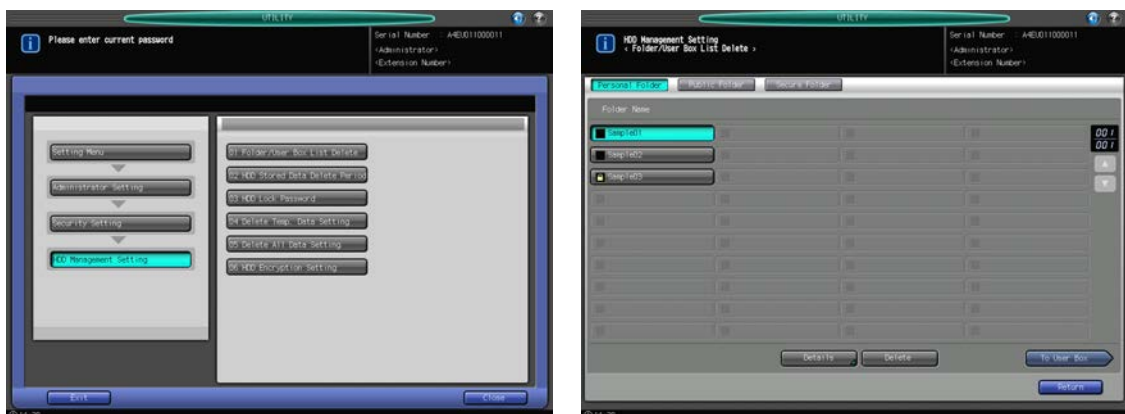 UTILITY
Please enter current password
Serial Number : A4EU011000011
<Administrator>
<Extension Number>
Setting Menu
Administrator Setting
Security Setting
HDD Management Setting
01 Folder/User Box List Delete
02 HDD Stored Data Delete Period
03 HDD Lock Password
04 Delete Temp. Data Setting
05 Delete All Data Setting
06 HDD Encryption Setting
Exit
Close
UTILITY
HDD Management Setting
< Folder/User Box List Delete >
Serial Number : A4EU011000011
<Administrator>
<Extension Number>
Personal Folder
Public Folder
Secure Folder
Folder Name
Sample01
Sample02
Sample03
001
001
Details
Delete
To User Box
Return